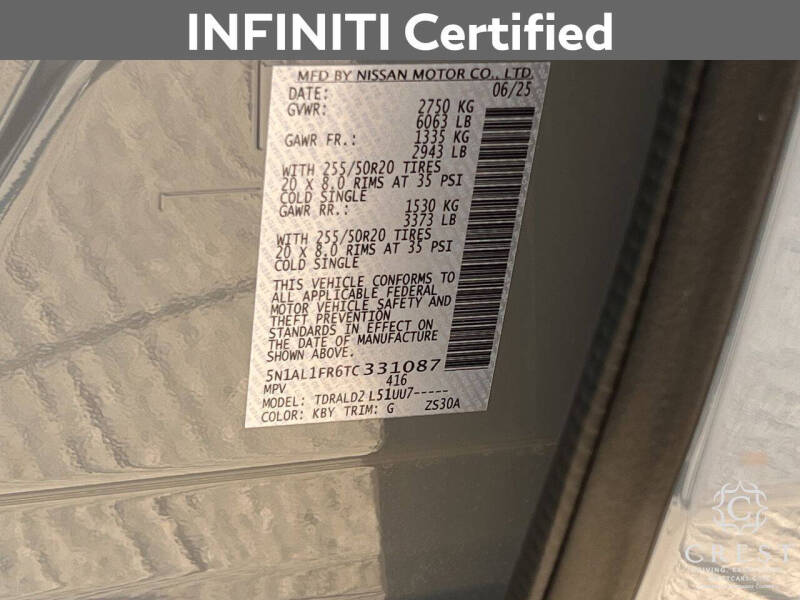 INFINITI Certified
MFD BY NISSAN MOTOR CO., LTD.
DATE: 06/25
GVWR: 2750 KG
6063 LB
GAWR FR.: 1335 KG
2943 LB
WITH 255/50R20 TIRES
20 X 8.0 RIMS AT 35 PSI
COLD SINGLE
GAWR RR.: 1530 KG
3373 LB
WITH 255/50R20 TIRES
20 X 8.0 RIMS AT 35 PSI
COLD SINGLE
THIS VEHICLE CONFORMS TO
ALL APPLICABLE FEDERAL
MOTOR VEHICLE SAFETY AND
THEFT PREVENTION
STANDARDS IN EFFECT ON
THE DATE OF MANUFACTURE
SHOWN ABOVE.
5N1AL1FR6TC331087
MPV 416
MODEL: TDRALD2L51UU7-----
COLOR: KBY TRIM: G ZS30A
C
CREST